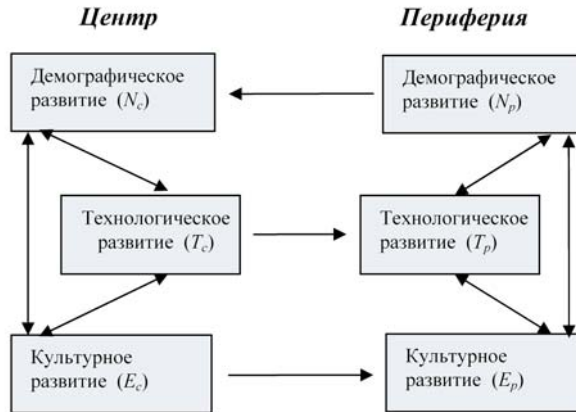 Центр
Периферия
Демографическое
развитие (Nc)
Демографическое
развитие (Np)
Технологическое
развитие (Tc)
Технологическое
развитие (Tp)
Культурное
развитие (Ec)
Культурное
развитие (Ep)